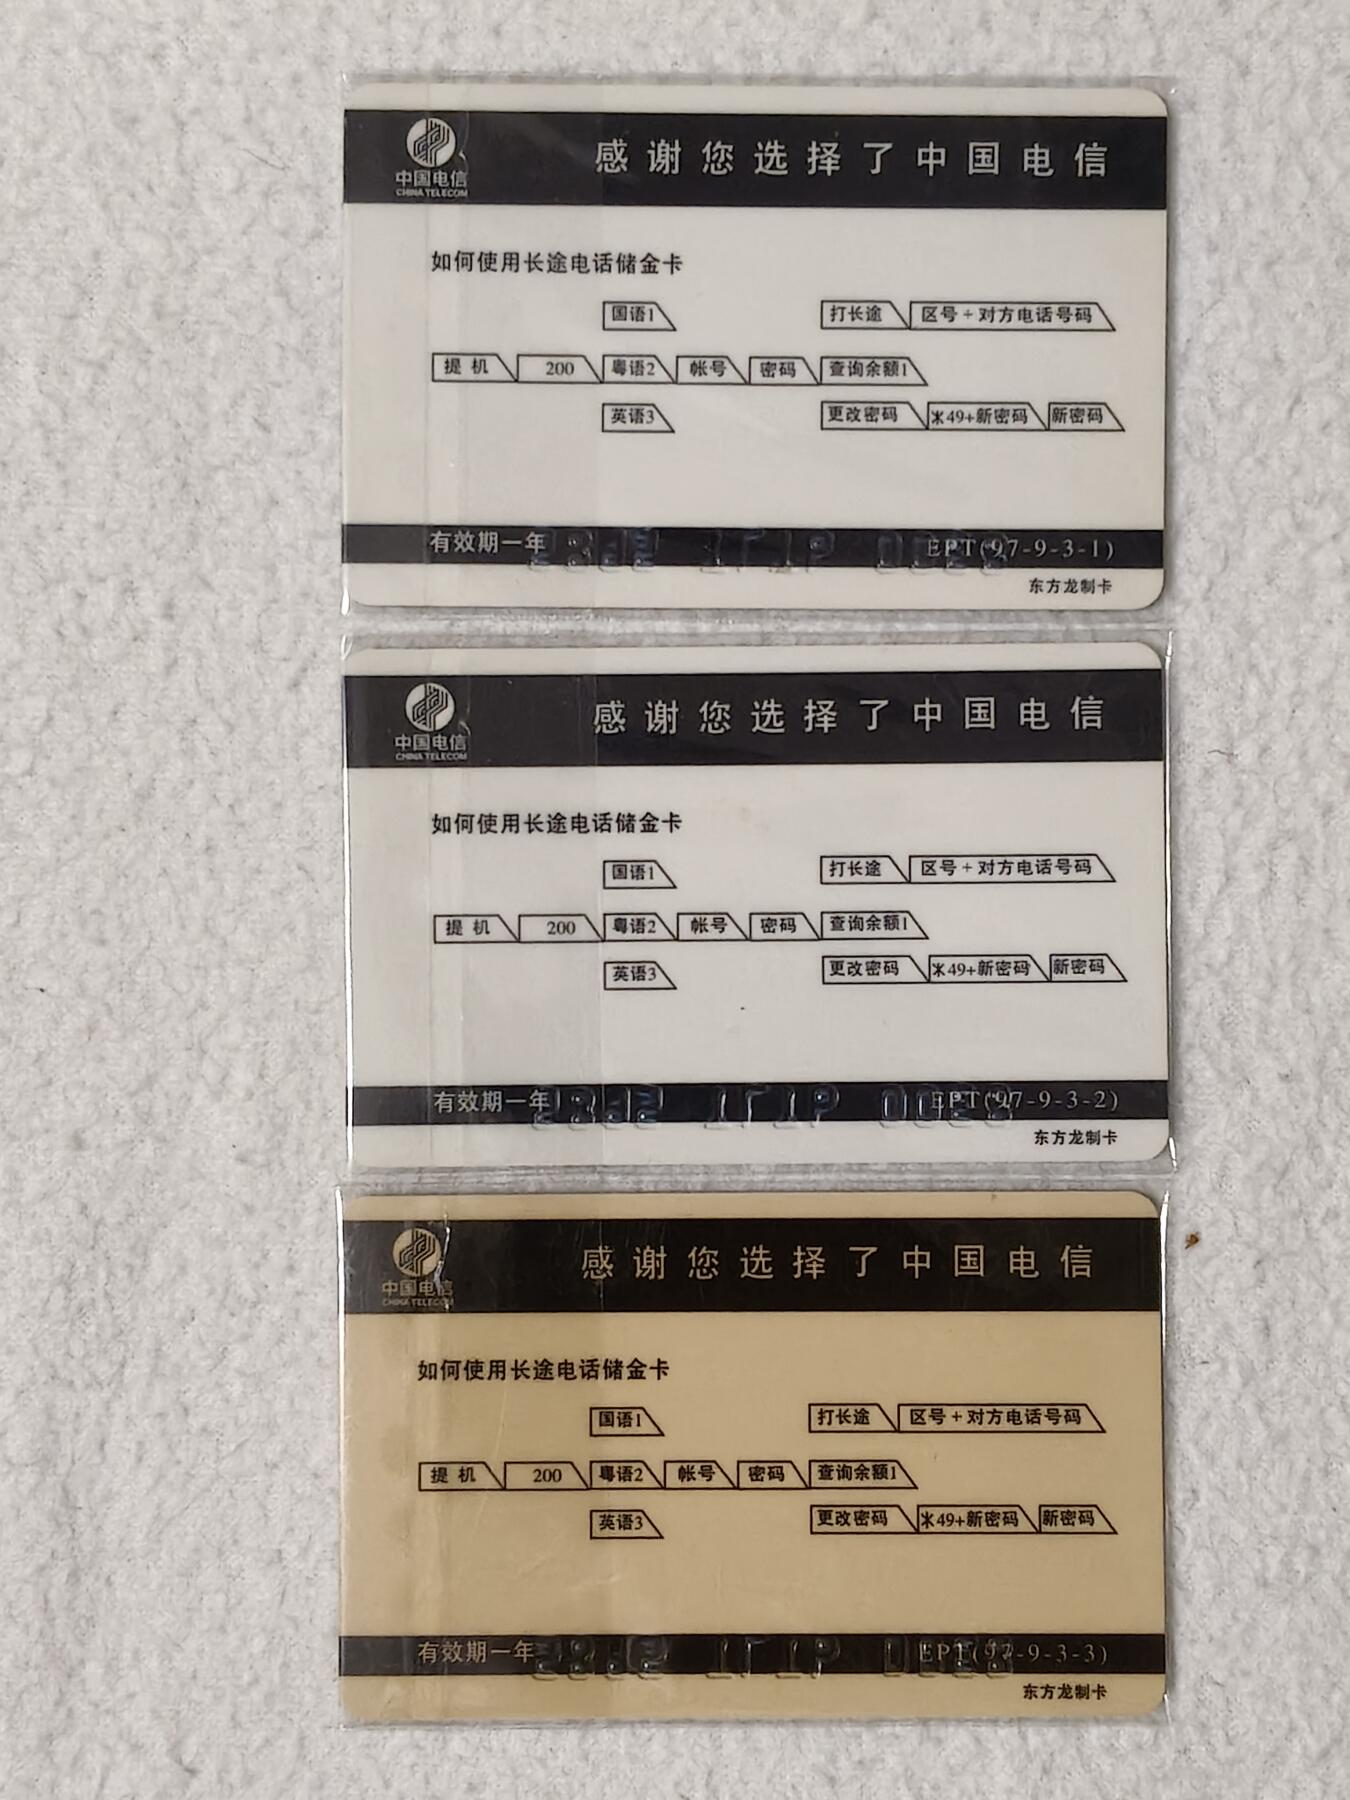 中国电信
CHINA TELECOM
感谢您选择了中国电信
如何使用长途电话储金卡
国语1 打长途 区号+对方电话号码
提机 200 粤语2 帐号 密码 查询余额1
英语3 更改密码 *49+新密码 新密码
有效期一年 EPT(97-9-3-1)
东方龙制卡
中国电信
CHINA TELECOM
感谢您选择了中国电信
如何使用长途电话储金卡
国语1 打长途 区号+对方电话号码
提机 200 粤语2 帐号 密码 查询余额1
英语3 更改密码 *49+新密码 新密码
有效期一年 EPT(97-9-3-2)
东方龙制卡
中国电信
CHINA TELECOM
感谢您选择了中国电信
如何使用长途电话储金卡
国语1 打长途 区号+对方电话号码
提机 200 粤语2 帐号 密码 查询余额1
英语3 更改密码 *49+新密码 新密码
有效期一年 EPT(97-9-3-3)
东方龙制卡